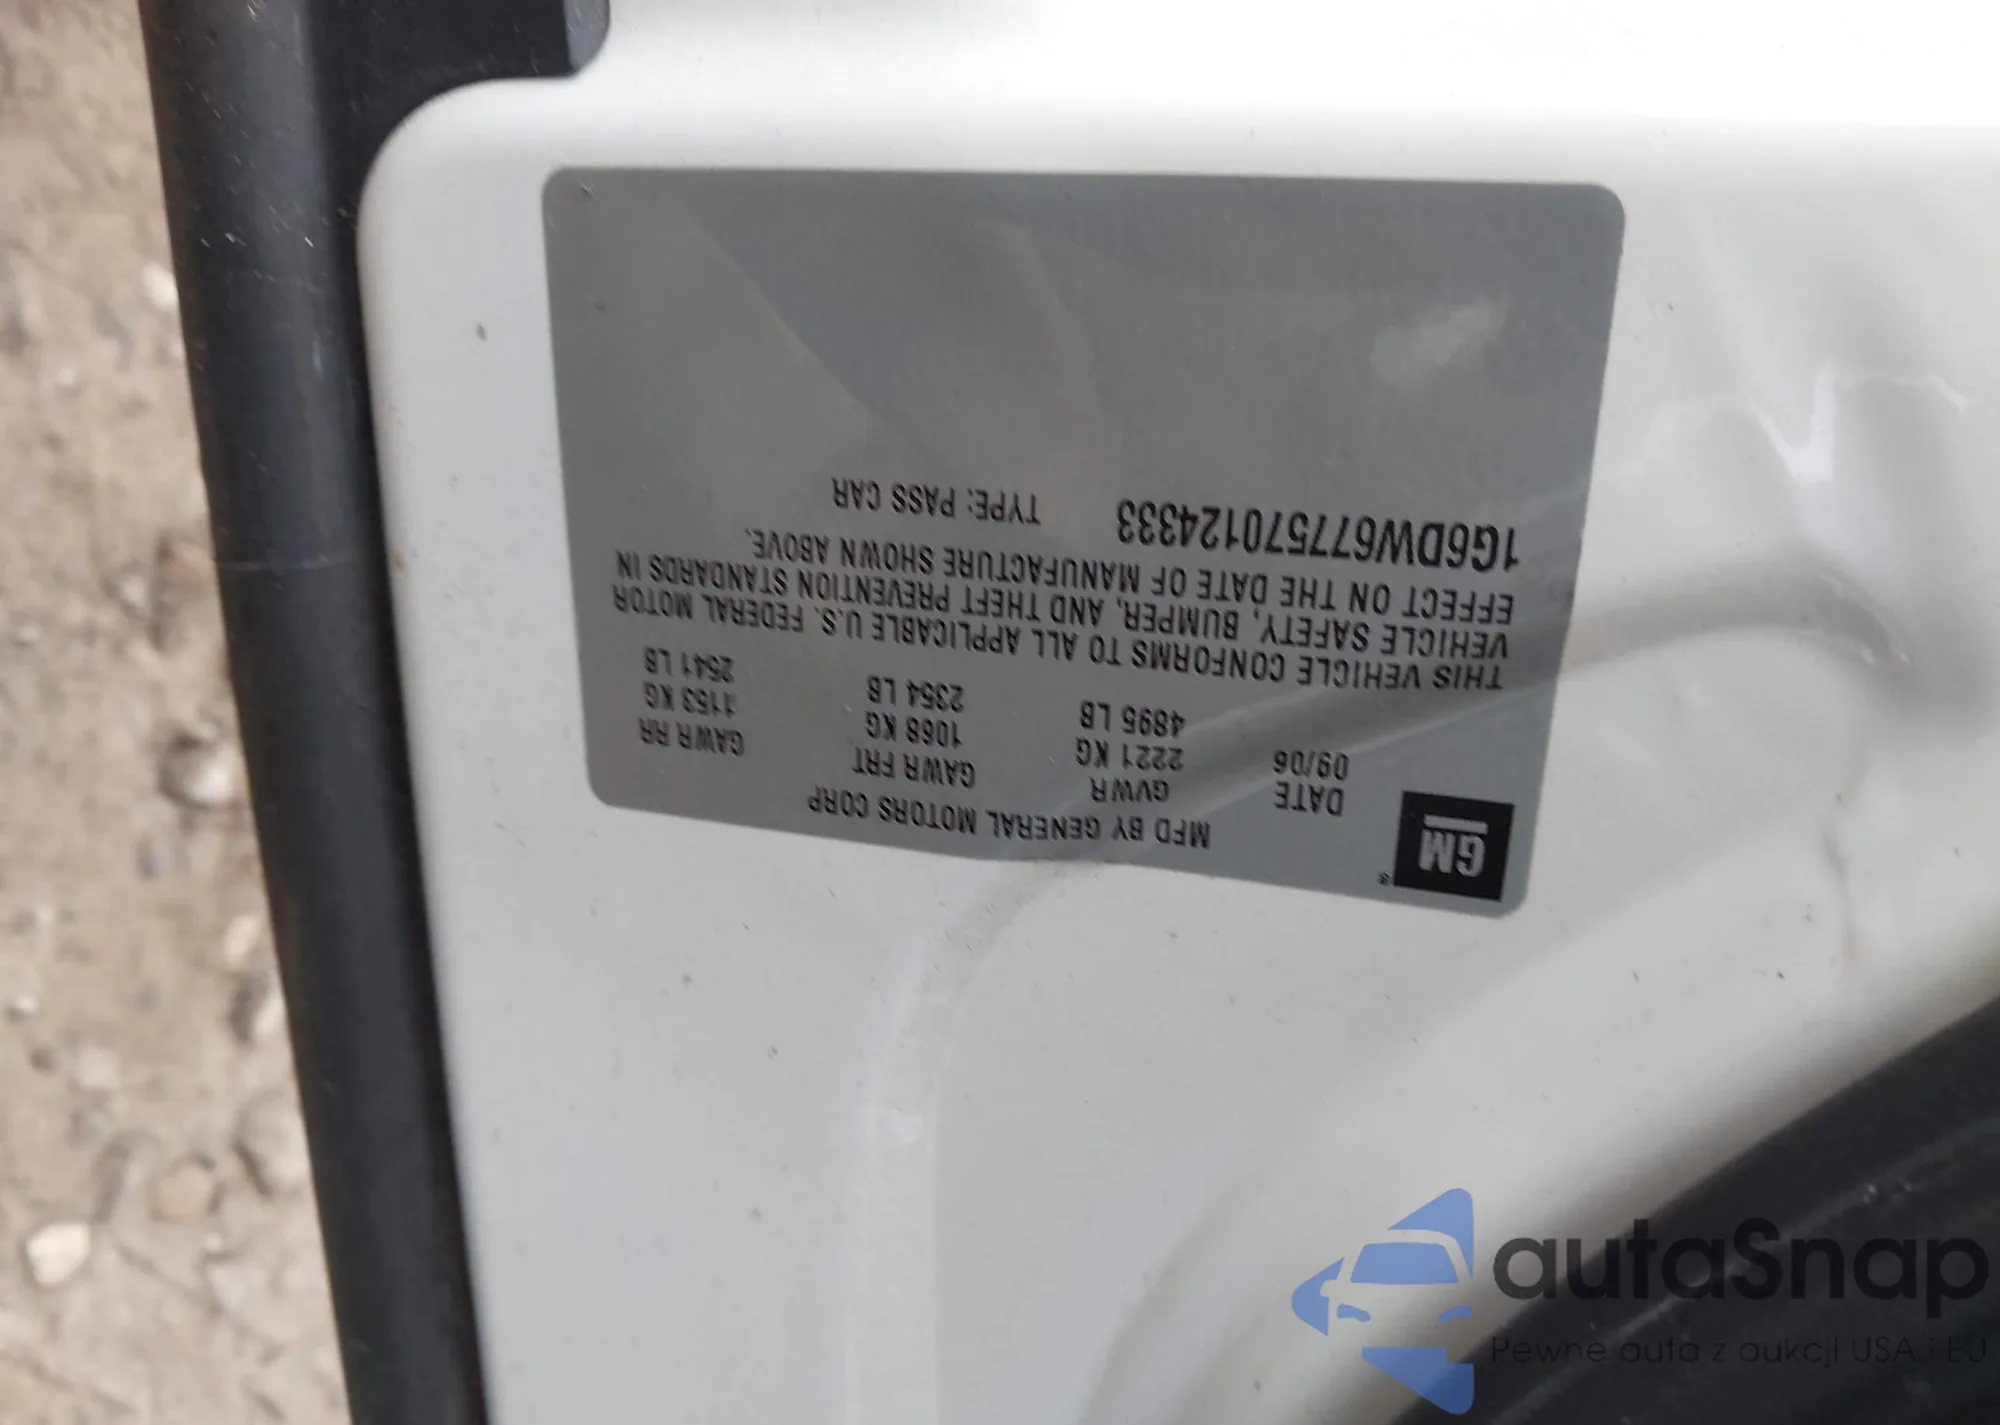 GM
®
MFD BY GENERAL MOTORS CORP
DATE GVWR GAWR FRT GAWR RR
09/06 2221 KG 1068 KG 1153 KG
4895 LB 2354 LB 2541 LB
THIS VEHICLE CONFORMS TO ALL APPLICABLE U.S. FEDERAL MOTOR
VEHICLE SAFETY, BUMPER, AND THEFT PREVENTION STANDARDS IN
EFFECT ON THE DATE OF MANUFACTURE SHOWN ABOVE.
1G6DW677570124333 TYPE: PASS CAR
autaSnap
Pewne auta z aukcji USA i EU